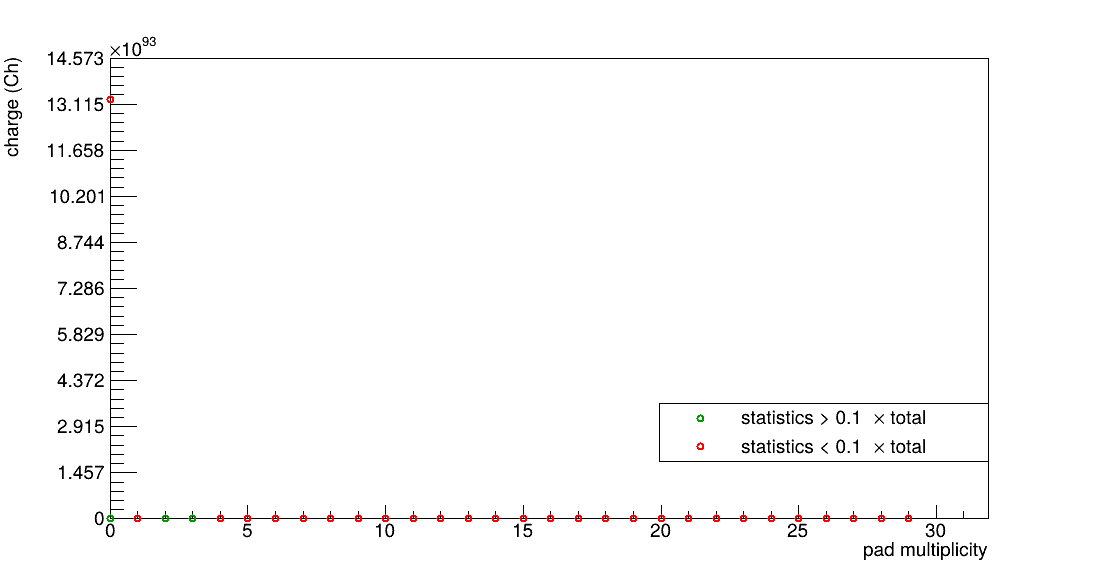 ×10^93
charge (Ch)
14.573
13.115
11.658
10.201
8.744
7.286
5.829
4.372
2.915
1.457
0
statistics > 0.1 × total
statistics < 0.1 × total
0 5 10 15 20 25 30
pad multiplicity